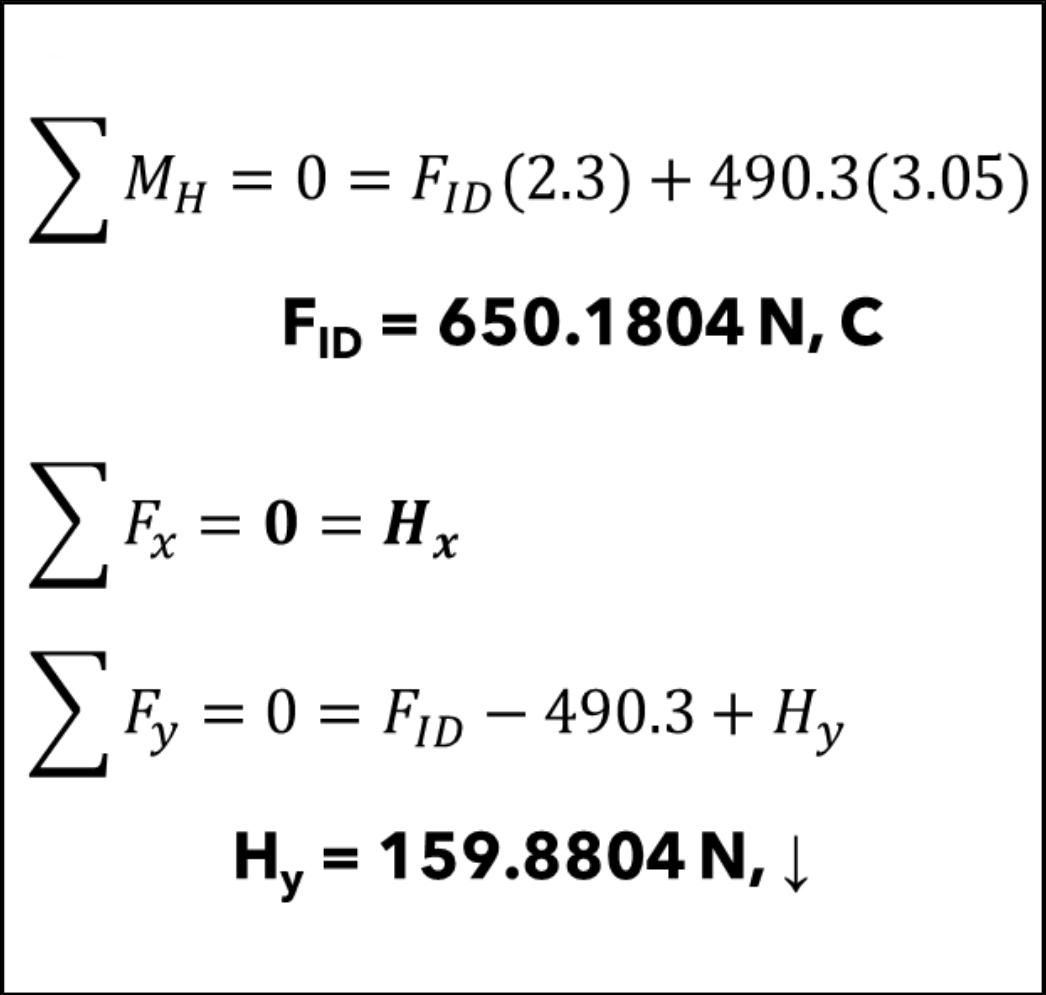 ∑ M_H = 0 = F_ID(2.3) + 490.3(3.05)
F_ID = 650.1804 N, C
∑ F_x = 0 = H_x
∑ F_y = 0 = F_ID − 490.3 + H_y
H_y = 159.8804 N, ↓